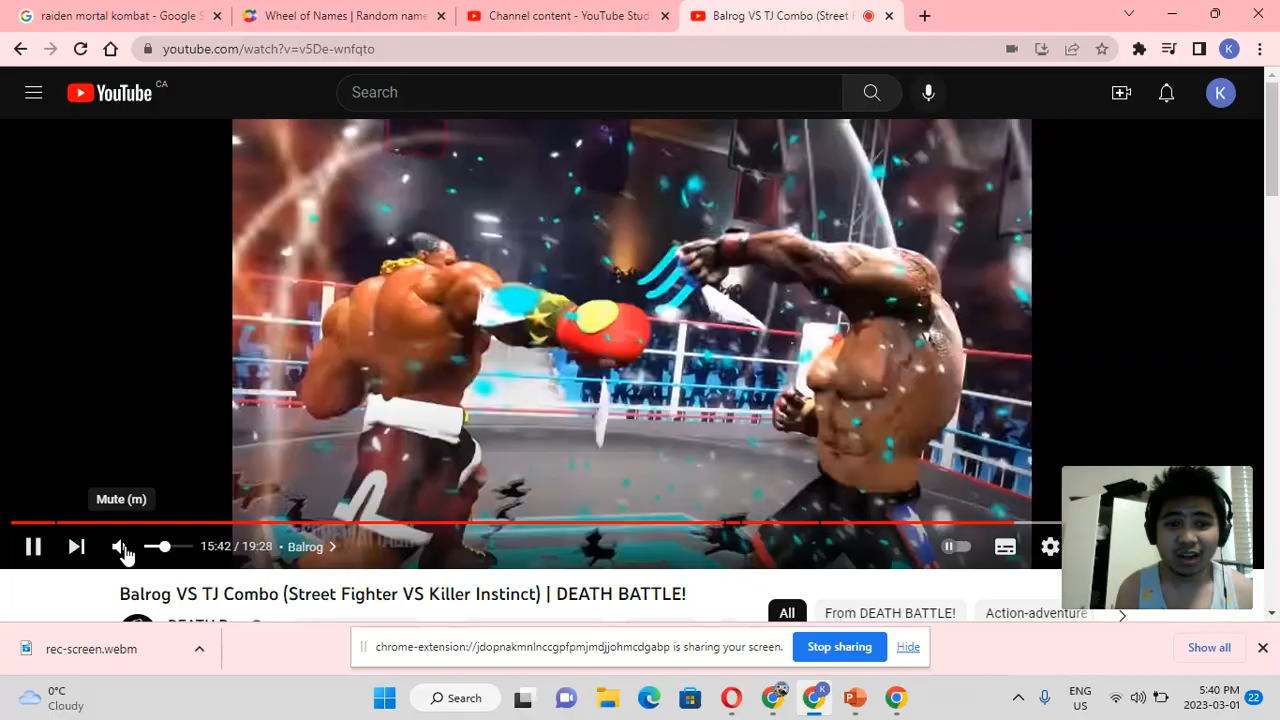 raiden mortal kombat - Google S
Wheel of Names | Random name
Channel content - YouTube Studi
Balrog VS TJ Combo (Street F
youtube.com/watch?v=v5De-wnfqto
K
YouTube CA
Search
K
Mute (m)
15:42 / 19:28 • Balrog
Balrog VS TJ Combo (Street Fighter VS Killer Instinct) | DEATH BATTLE!
All
From DEATH BATTLE!
Action-adventure
rec-screen.webm
chrome-extension://jdopnakmnlnccgpfpmjmdjjohmcdgabp is sharing your screen.
Stop sharing
Hide
Show all
0°C
Cloudy
Search
K
ENG
US
5:40 PM
2023-03-01
22